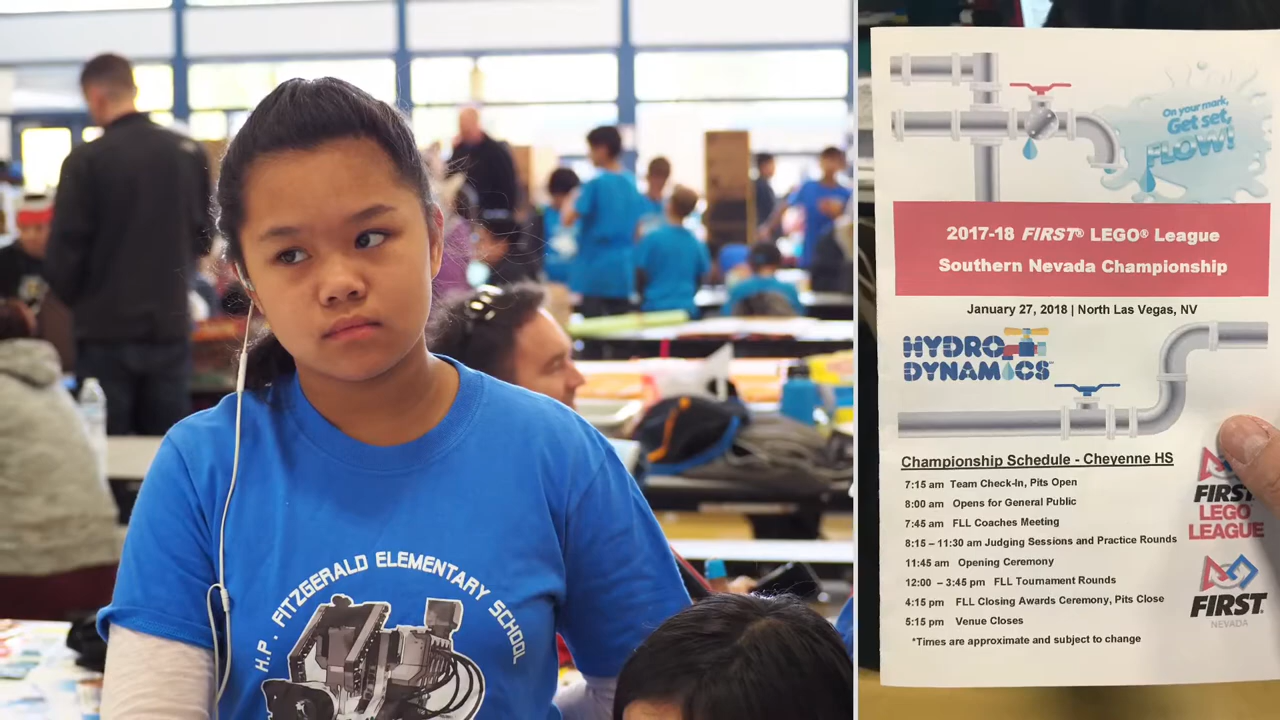 H.P. FITZGERALD ELEMENTARY SCHOOL
On your mark,
Get set,
FLOW!
2017-18 FIRST® LEGO® League
Southern Nevada Championship
January 27, 2018 | North Las Vegas, NV
HYDRO
DYNAMICS
Championship Schedule - Cheyenne HS
7:15 am Team Check-In, Pits Open
8:00 am Opens for General Public
7:45 am FLL Coaches Meeting
8:15 – 11:30 am Judging Sessions and Practice Rounds
11:45 am Opening Ceremony
12:00 – 3:45 pm FLL Tournament Rounds
4:15 pm FLL Closing Awards Ceremony, Pits Close
5:15 pm Venue Closes
*Times are approximate and subject to change
FIRST
LEGO
LEAGUE
FIRST®
NEVADA